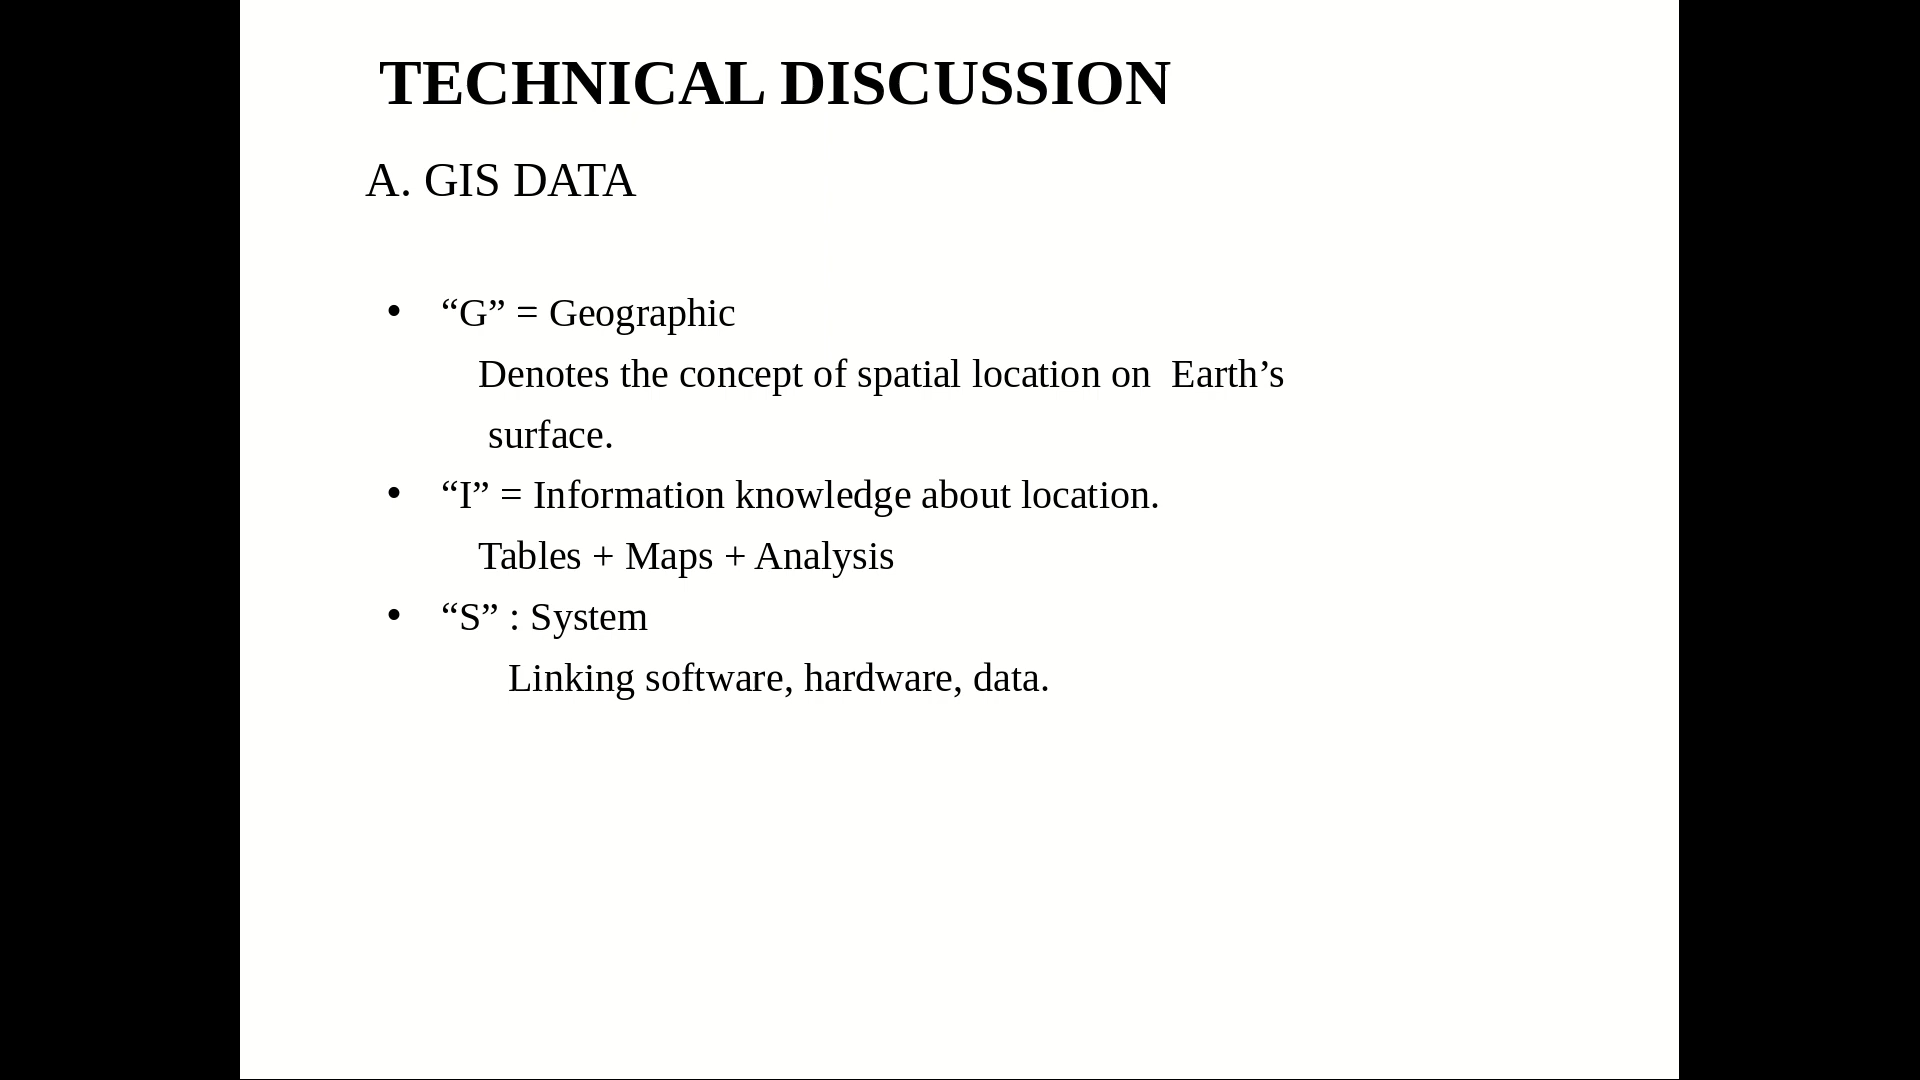 TECHNICAL DISCUSSION
A. GIS DATA
• “G” = Geographic
Denotes the concept of spatial location on  Earth’s
surface.
• “I” = Information knowledge about location.
Tables + Maps + Analysis
• “S” : System
Linking software, hardware, data.